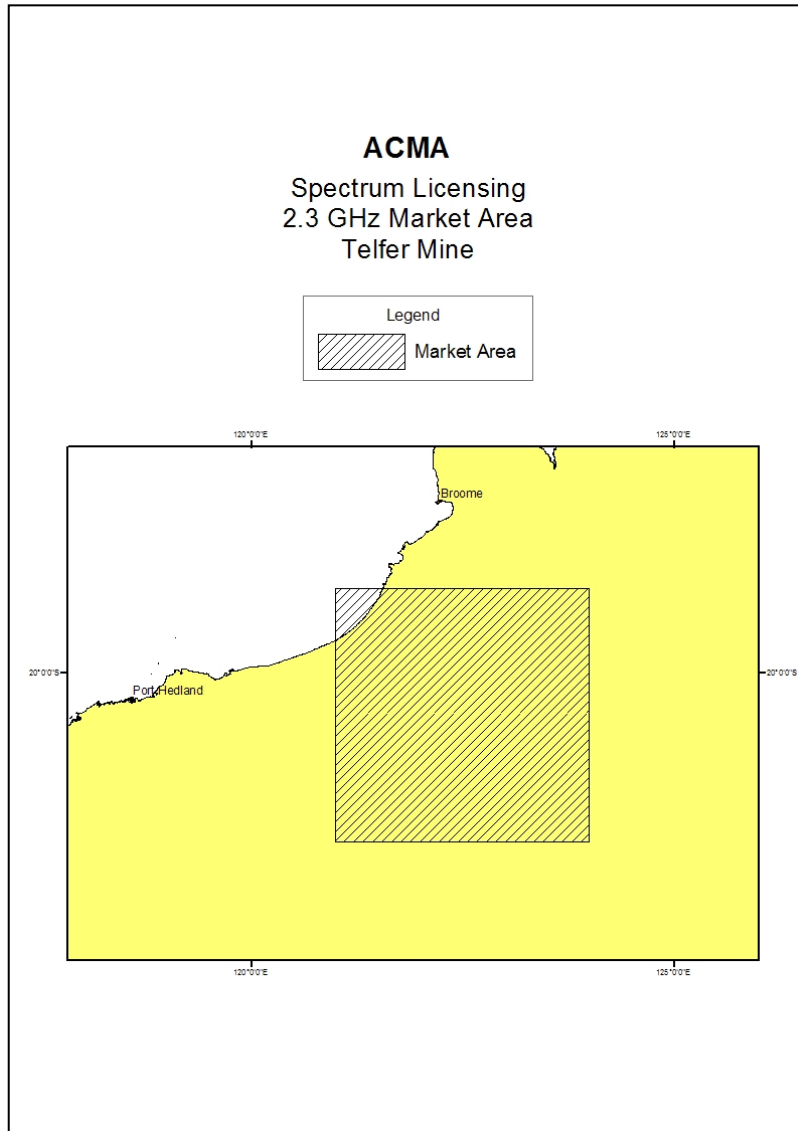 ACMA
Spectrum Licensing
2.3 GHz Market Area
Telfer Mine
Legend
Market Area
120°0'0"E
125°0'0"E
Broome
20°0'0"S
20°0'0"S
Port Hedland
120°0'0"E
125°0'0"E